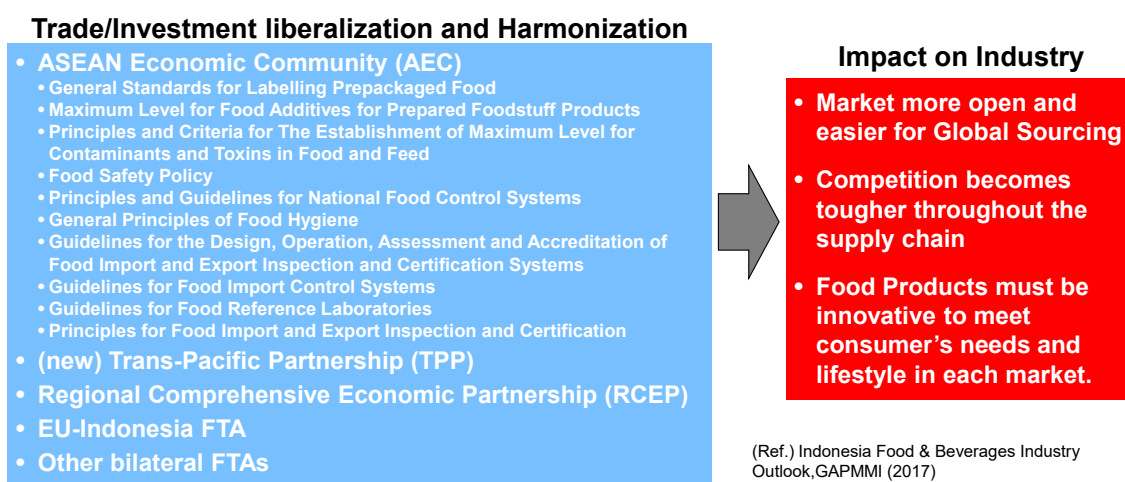 Trade/Investment liberalization and Harmonization
• ASEAN Economic Community (AEC)
• General Standards for Labelling Prepackaged Food
• Maximum Level for Food Additives for Prepared Foodstuff Products
• Principles and Criteria for The Establishment of Maximum Level for
Contaminants and Toxins in Food and Feed
• Food Safety Policy
• Principles and Guidelines for National Food Control Systems
• General Principles of Food Hygiene
• Guidelines for the Design, Operation, Assessment and Accreditation of
Food Import and Export Inspection and Certification Systems
• Guidelines for Food Import Control Systems
• Guidelines for Food Reference Laboratories
• Principles for Food Import and Export Inspection and Certification
• (new) Trans-Pacific Partnership (TPP)
• Regional Comprehensive Economic Partnership (RCEP)
• EU-Indonesia FTA
• Other bilateral FTAs
Impact on Industry
• Market more open and
easier for Global Sourcing
• Competition becomes
tougher throughout the
supply chain
• Food Products must be
innovative to meet
consumer’s needs and
lifestyle in each market.
(Ref.) Indonesia Food & Beverages Industry
Outlook,GAPMMI (2017)